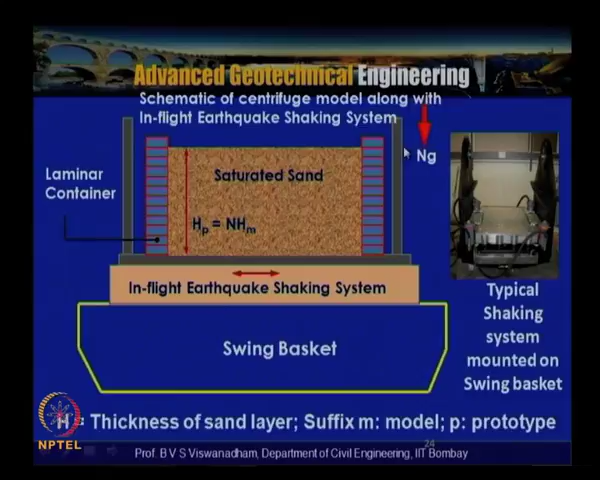 Advanced Geotechnical Engineering
Schematic of centrifuge model along with
In-flight Earthquake Shaking System
Ng
Laminar
Container
Saturated Sand
Hp = NHm
In-flight Earthquake Shaking System
Typical
Shaking
system
mounted on
Swing basket
Swing Basket
H = Thickness of sand layer; Suffix m: model; p: prototype
NPTEL
24
Prof. B V S Viswanadham, Department of Civil Engineering, IIT Bombay